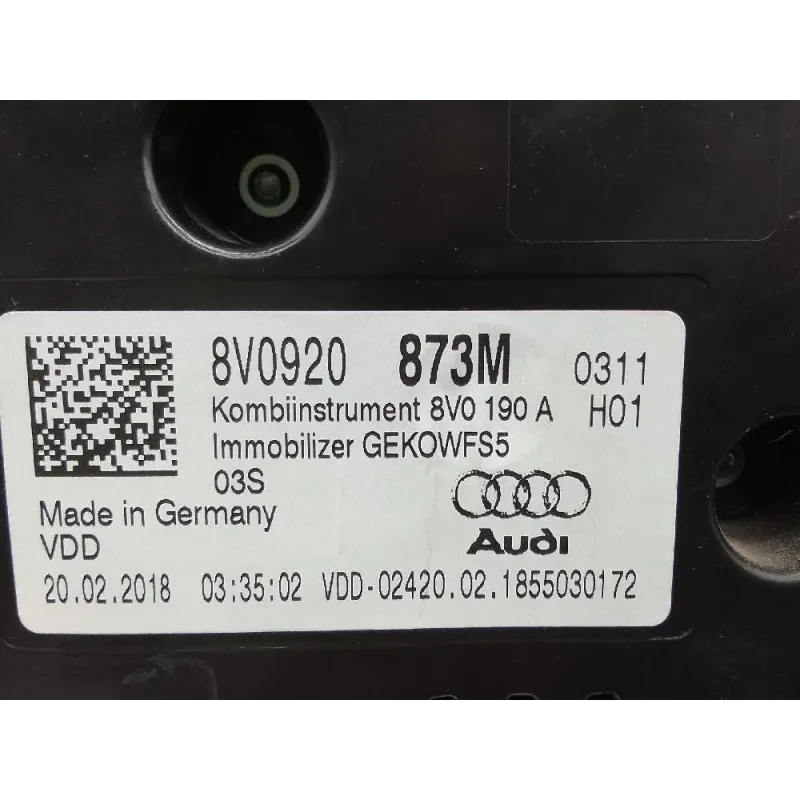 8V0920 873M 0311
Kombiinstrument 8V0 190 A H01
Immobilizer GEKOWFS5
03S
Made in Germany
VDD
Audi
20.02.2018 03:35:02 VDD-02420.02.1855030172